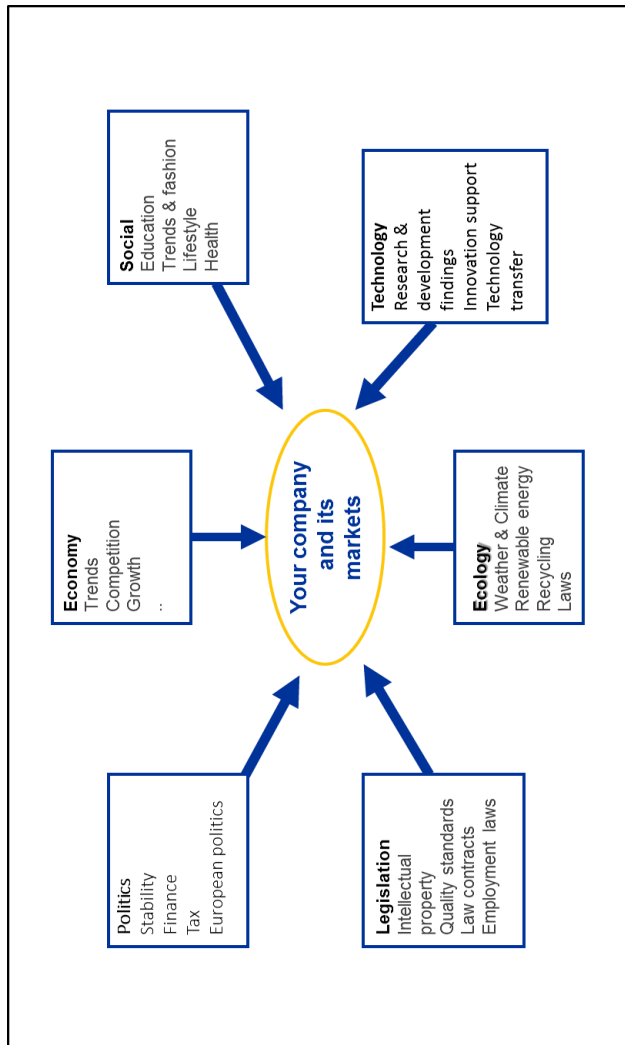 Politics
Stability
Finance
Tax
European politics
Economy
Trends
Competition
Growth
..
Social
Education
Trends & fashion
Lifestyle
Health
Your company
and its
markets
Legislation
Intellectual
property
Quality standards
Law contracts
Employment laws
Ecology
Weather & Climate
Renewable energy
Recycling
Laws
Technology
Research &
development
findings
Innovation support
Technology
transfer